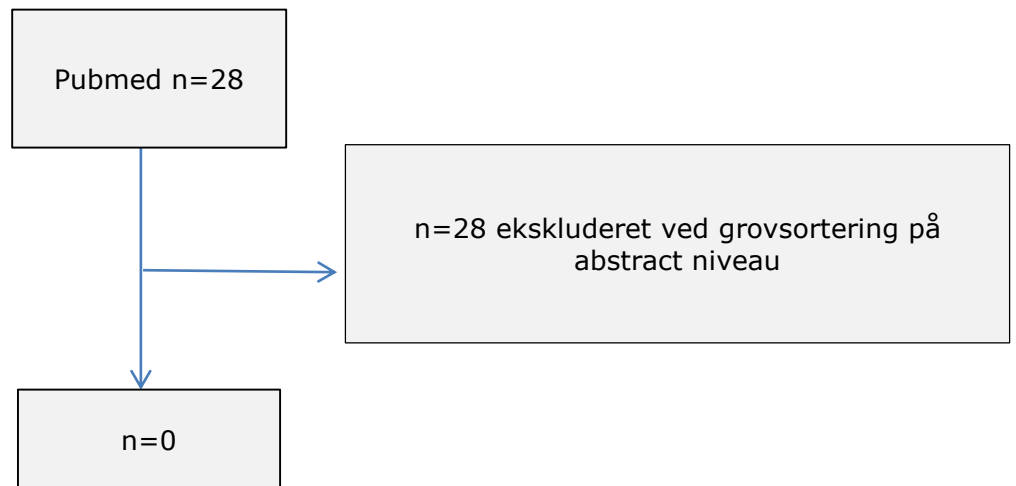 Pubmed n=28
n=28 ekskluderet ved grovsortering på
abstract niveau
n=0